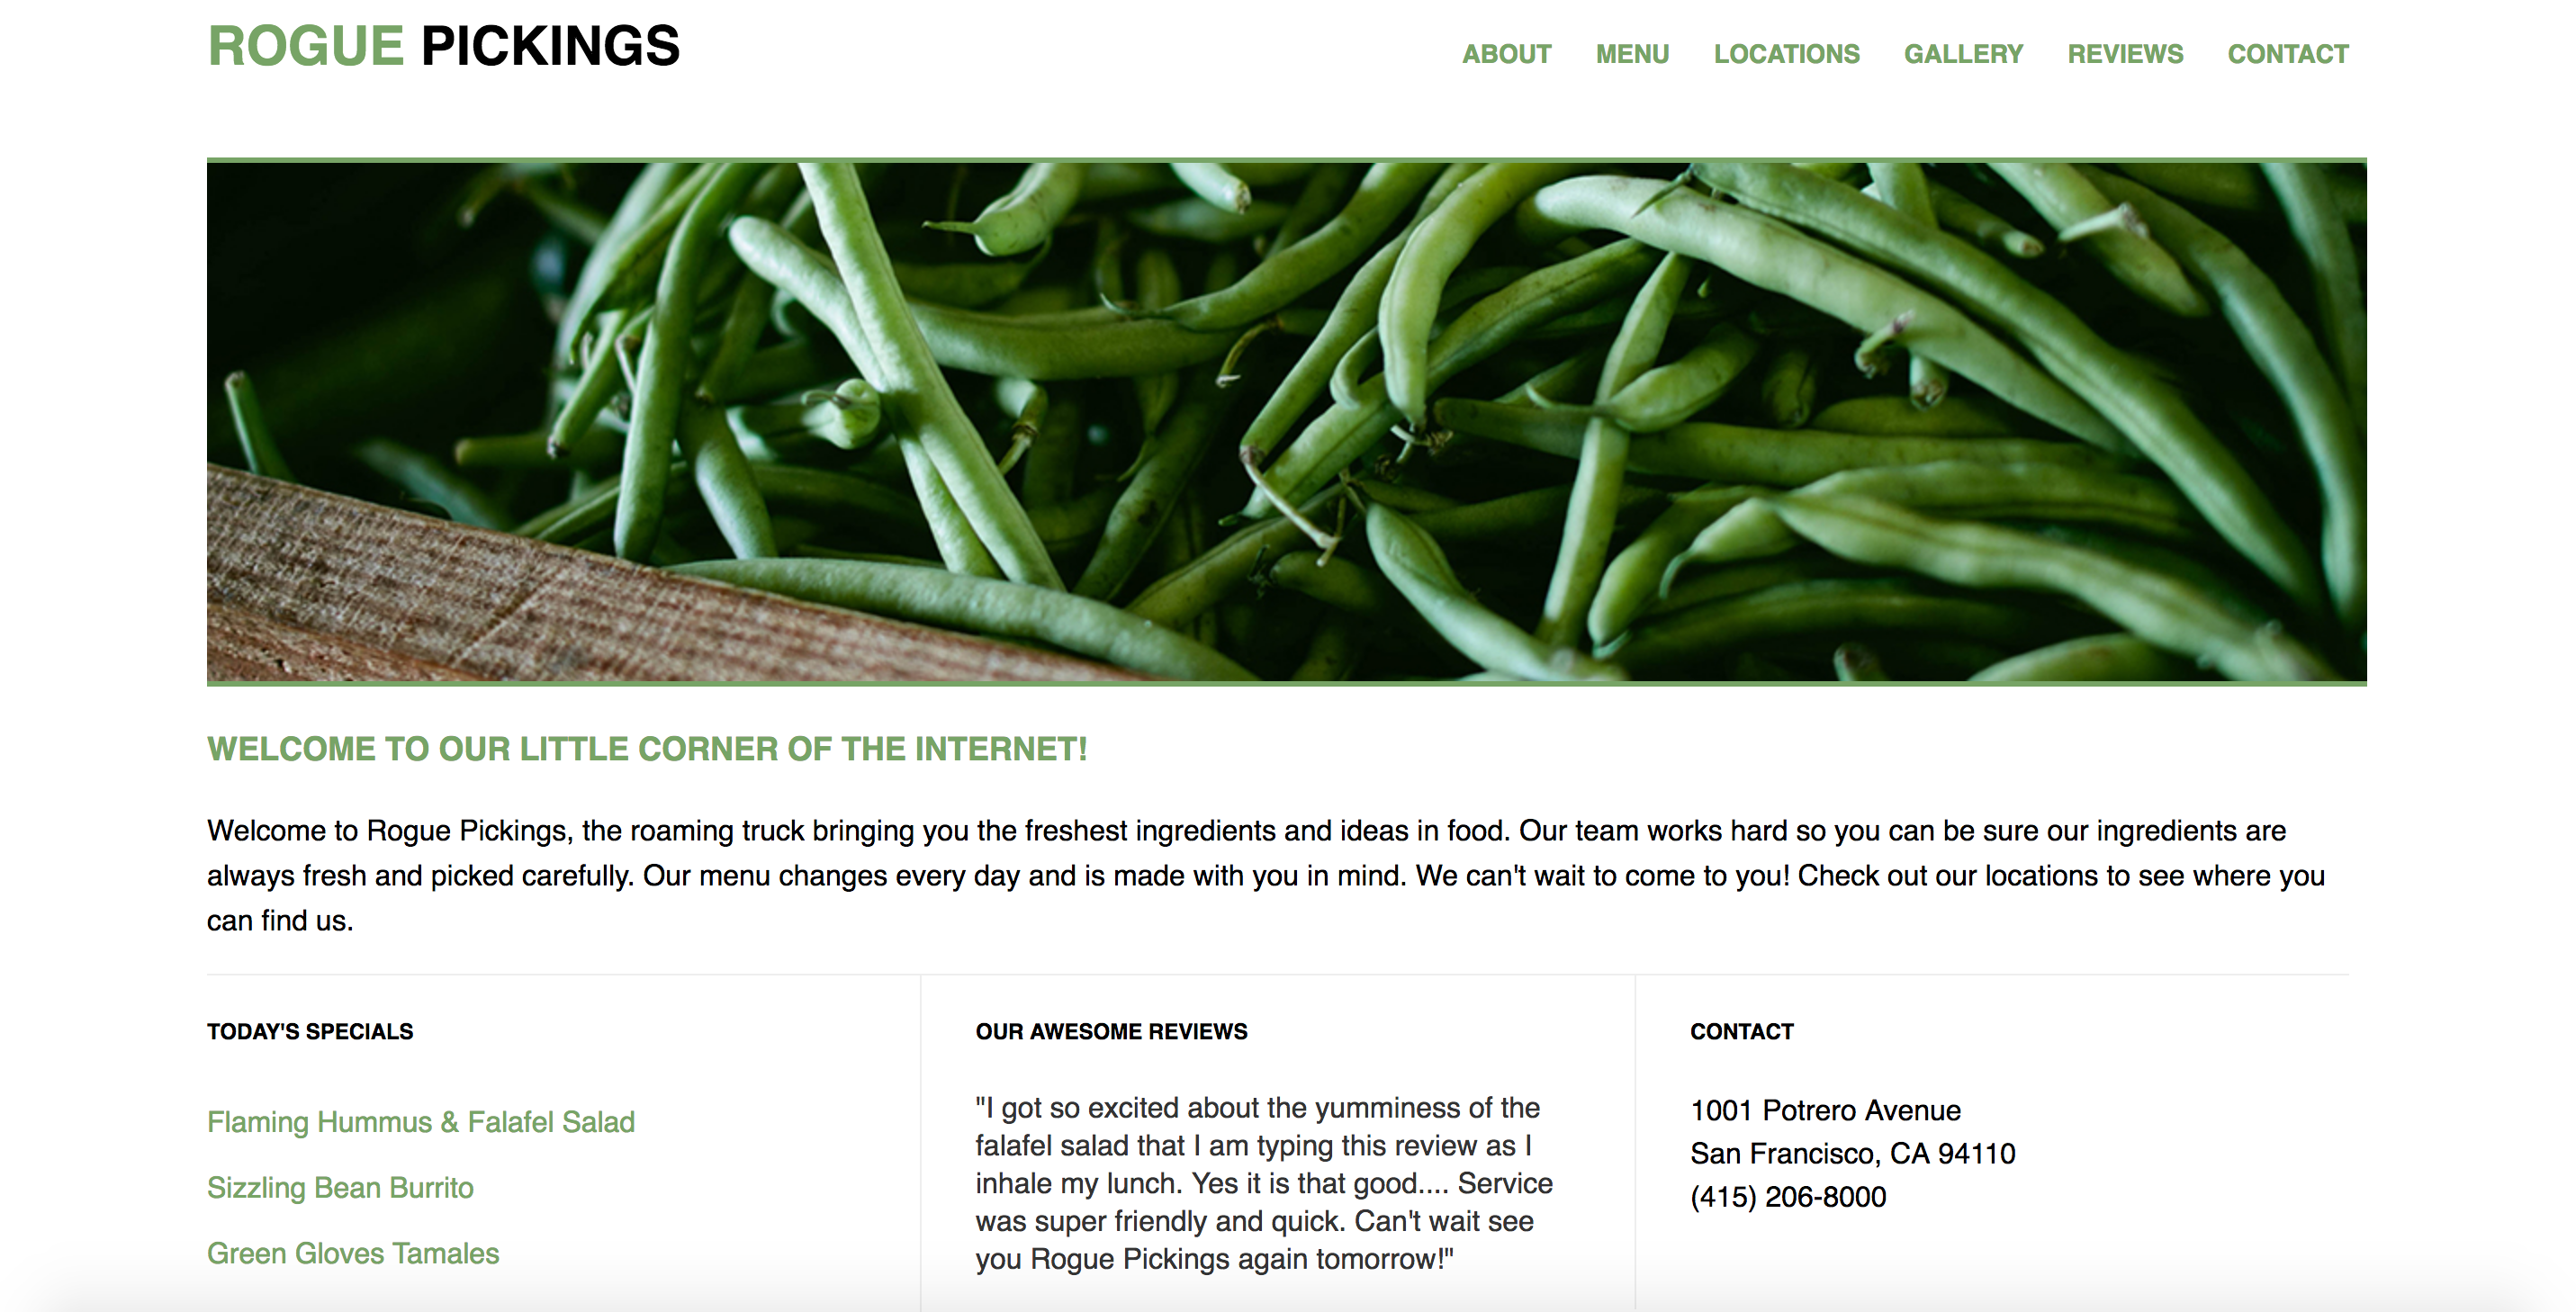 ROGUE PICKINGS
ABOUT MENU LOCATIONS GALLERY REVIEWS CONTACT
WELCOME TO OUR LITTLE CORNER OF THE INTERNET!
Welcome to Rogue Pickings, the roaming truck bringing you the freshest ingredients and ideas in food. Our team works hard so you can be sure our ingredients are
always fresh and picked carefully. Our menu changes every day and is made with you in mind. We can't wait to come to you! Check out our locations to see where you
can find us.
TODAY'S SPECIALS
Flaming Hummus & Falafel Salad
Sizzling Bean Burrito
Green Gloves Tamales
OUR AWESOME REVIEWS
"I got so excited about the yumminess of the
falafel salad that I am typing this review as I
inhale my lunch. Yes it is that good.... Service
was super friendly and quick. Can't wait see
you Rogue Pickings again tomorrow!"
CONTACT
1001 Potrero Avenue
San Francisco, CA 94110
(415) 206-8000